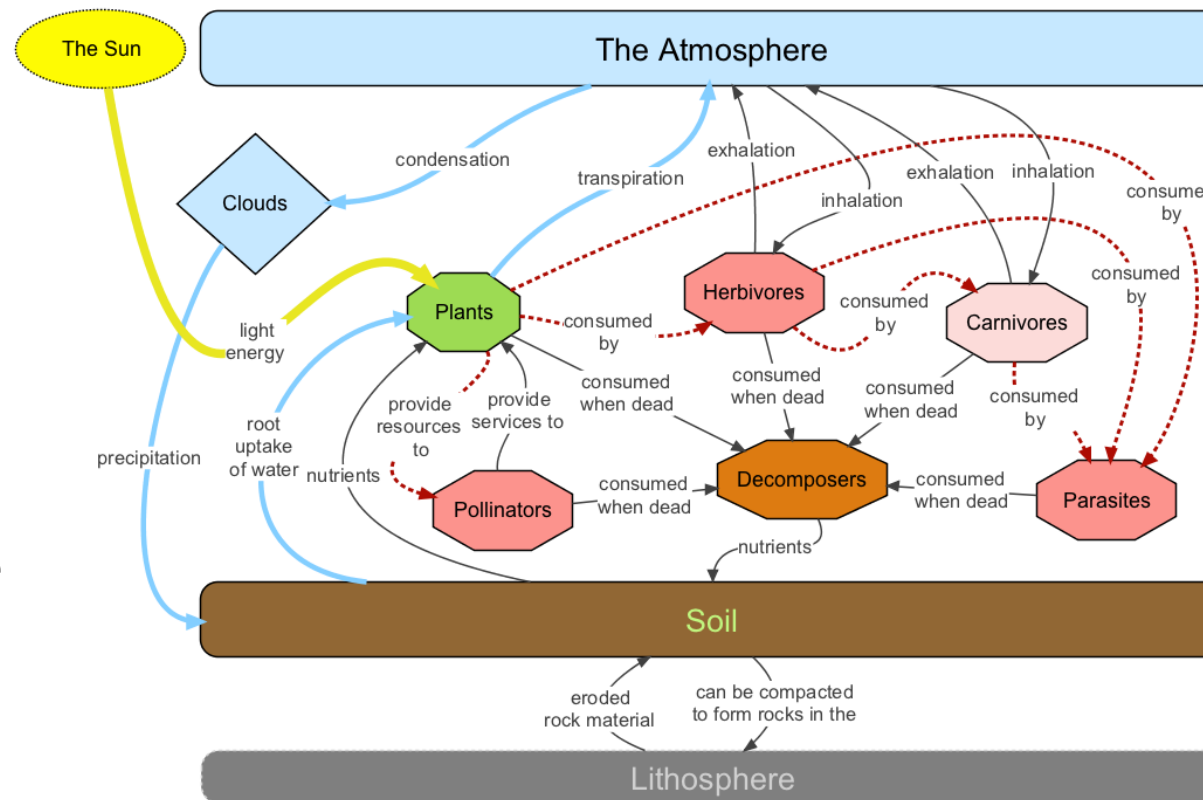 The Sun
The Atmosphere
condensation
exhalation
transpiration
inhalation
exhalation
inhalation
consume
by
Clouds
Plants
Herbivores
Carnivores
consumed
by
consumed
by
consumed
by
light
energy
consumed
when dead
consumed
when dead
consumed
when dead
consumed
by
provide
resources
to
provide
services to
root
uptake
of water
precipitation
nutrients
Pollinators
consumed
when dead
Decomposers
consumed
when dead
Parasites
nutrients
Soil
eroded
rock material
can be compacted
to form rocks in the
Lithosphere